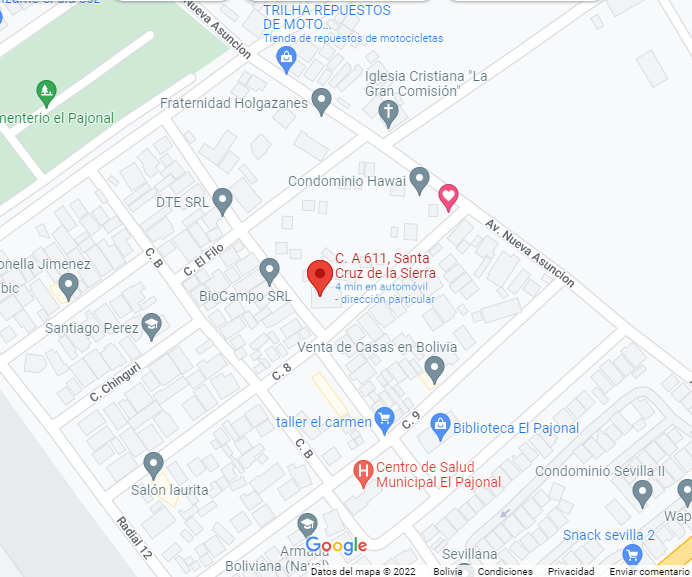 Nueva Asuncion
TRILHA REPUESTOS
DE MOTO...
Tienda de repuestos de motocicletas
Iglesia Cristiana "La
Gran Comisión"
Fraternidad Holgazanes
menterio el Pajonal
Condominio Hawai
DTE SRL
Av. Nueva Asuncion
C. B
C. El Filo
C. A 611, Santa
Cruz de la Sierra
4 min en automóvil
- dirección particular
onella Jimenez
bic
BioCampo SRL
Santiago Perez
Venta de Casas en Bolivia
C. 8
C. Chinguri
C. 9
taller el carmen
Biblioteca El Pajonal
C. B
Centro de Salud
Municipal El Pajonal
Condominio Sevilla II
Salón laurita
Wap
Radial 12
Snack sevilla 2
Google
Armada
Boliviana (Naval)
Sevillana
Datos del mapa © 2022 Bolivia Condiciones Privacidad Enviar comentario